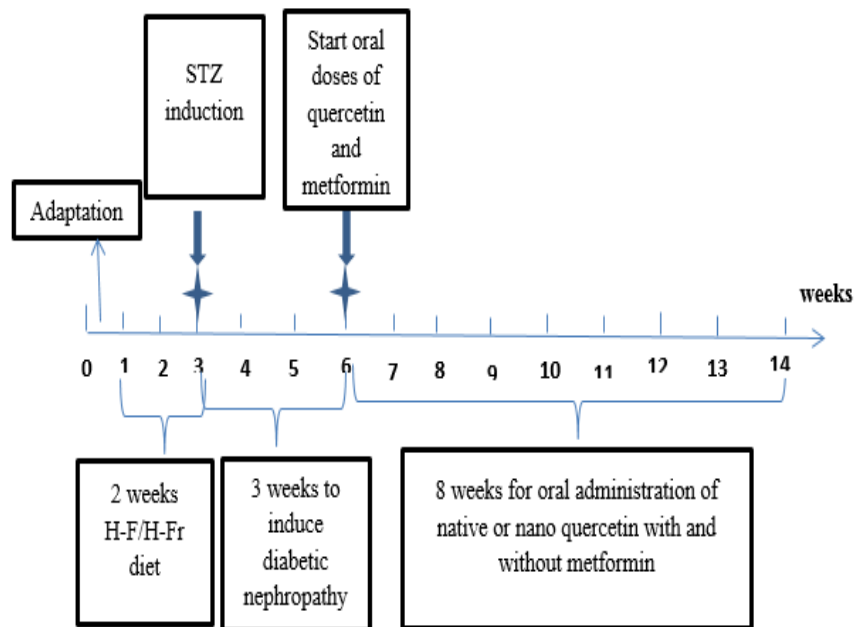 STZ
induction
Start oral
doses of
quercetin
and
metformin
Adaptation
weeks
0 1 2 3 4 5 6 7 8 9 10 11 12 13 14
2 weeks
H-F/H-Fr
diet
3 weeks to
induce
diabetic
nephropathy
8 weeks for oral administration of
native or nano quercetin with and
without metformin